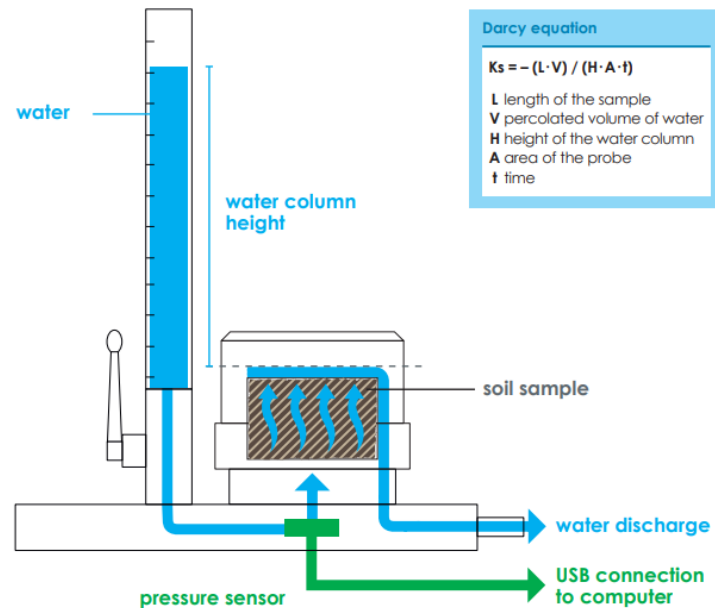 Darcy equation
Ks = – (L·V) / (H·A·t)
L length of the sample
V percolated volume of water
H height of the water column
A area of the probe
t time
water
water column
height
soil sample
water discharge
USB connection
to computer
pressure sensor